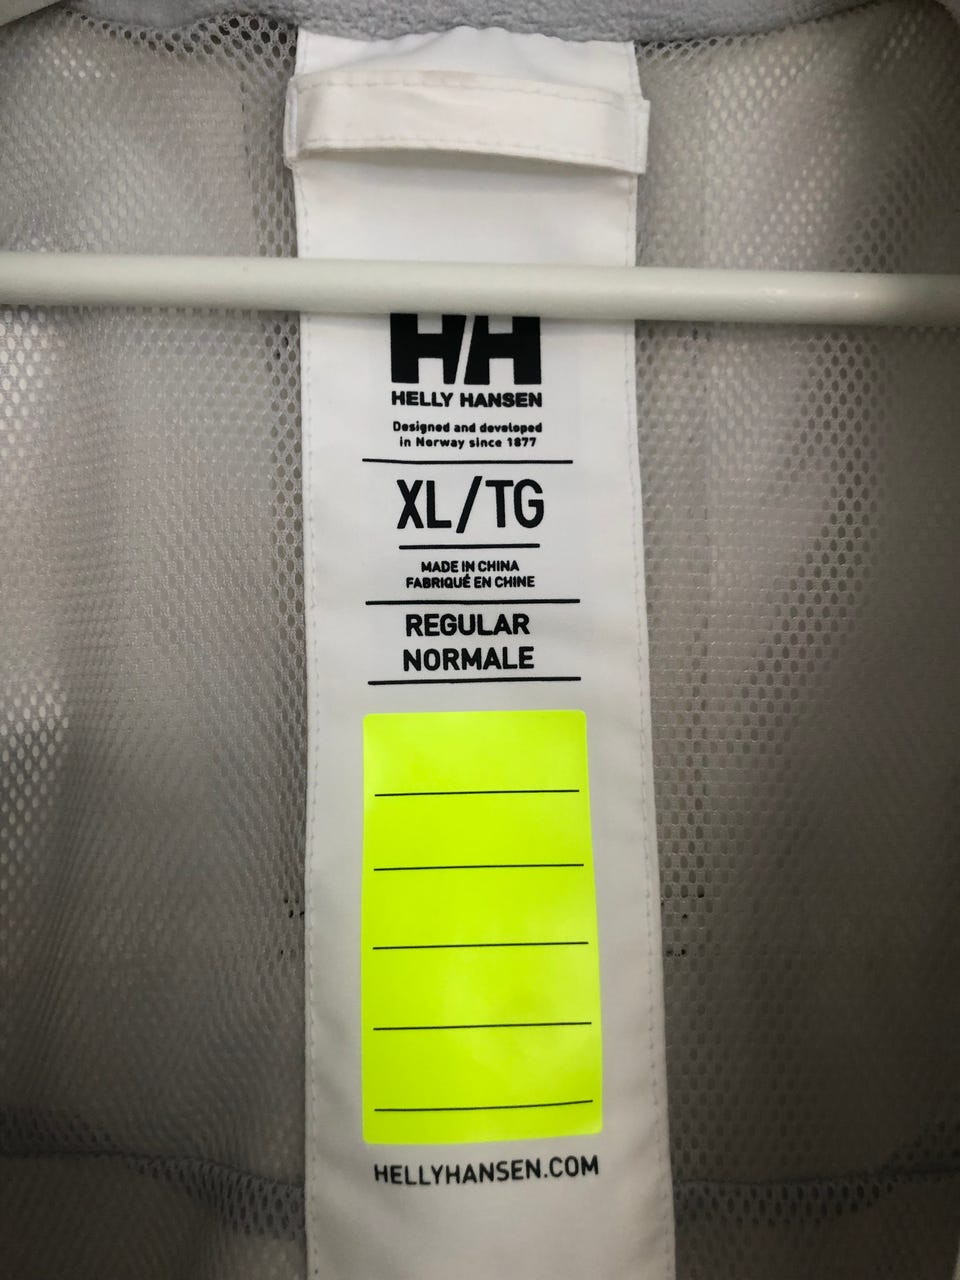 HH
HELLY HANSEN
Designed and developed
in Norway since 1877
XL/TG
MADE IN CHINA
FABRIQUÉ EN CHINE
REGULAR
NORMALE
HELLYHANSEN.COM